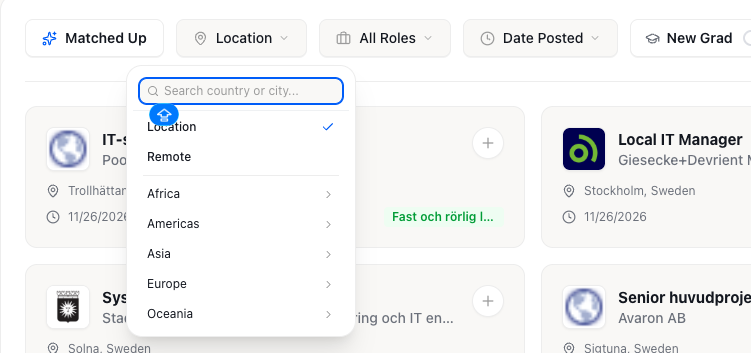 Matched Up
Location
All Roles
Date Posted
New Grad
Search country or city...
Location
Remote
Africa
Americas
Asia
Europe
Oceania
IT-s
Poo
Trollhättan
11/26/2026
Fast och rörlig l...
Local IT Manager
Giesecke+Devrient M
Stockholm, Sweden
11/26/2026
Sys
Sta
ring och IT en...
Solna, Sweden
Senior huvudproje
Avaron AB
Sigtuna, Sweden